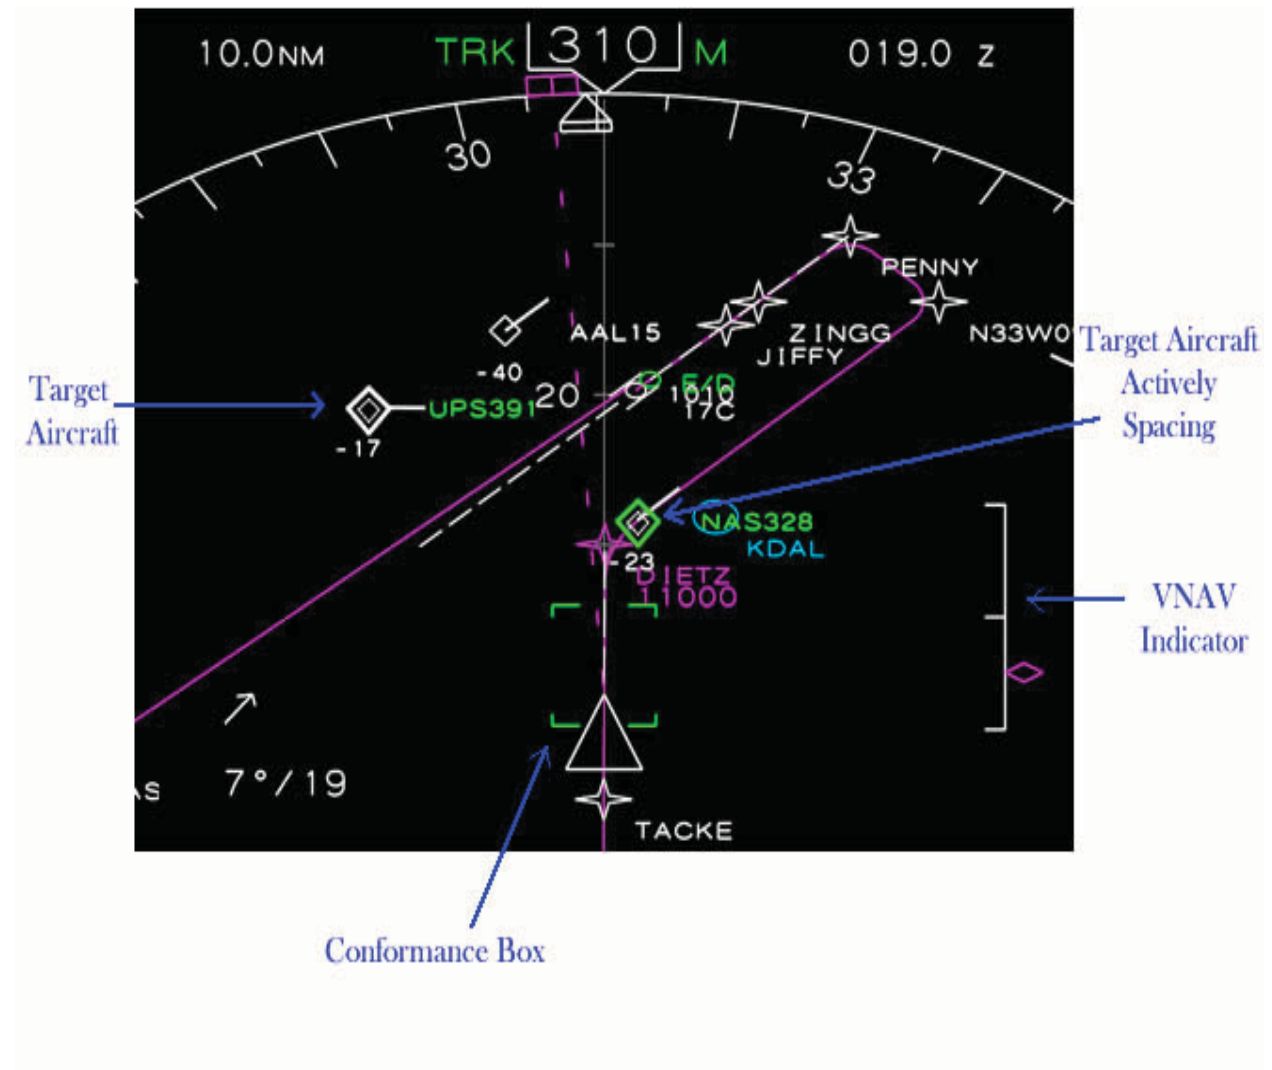 10.0NM
TRK 310 M
019.0 Z
30
33
PENNY
N33W0
ZINGG
JIFFY
AAL15
-40
20
1010
17C
UPS391
-17
Target
Aircraft
Target Aircraft
Actively
Spacing
NAS328
KDAL
-23
DIETZ
11000
VNAV
Indicator
7°/19
TACKE
Conformance Box